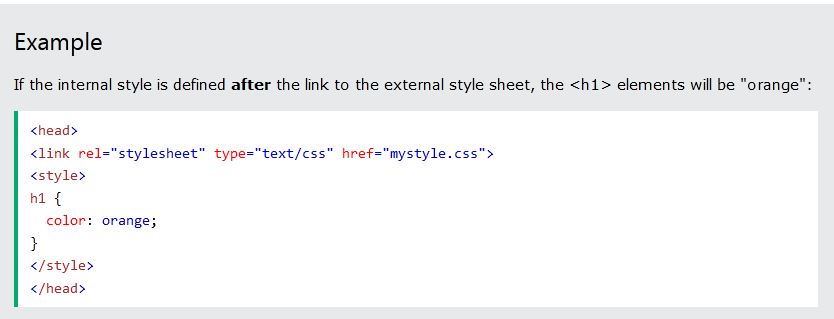 Example
If the internal style is defined after the link to the external style sheet, the <h1> elements will be "orange":
<head>
<link rel="stylesheet" type="text/css" href="mystyle.css">
<style>
h1 {
  color: orange;
}
</style>
</head>